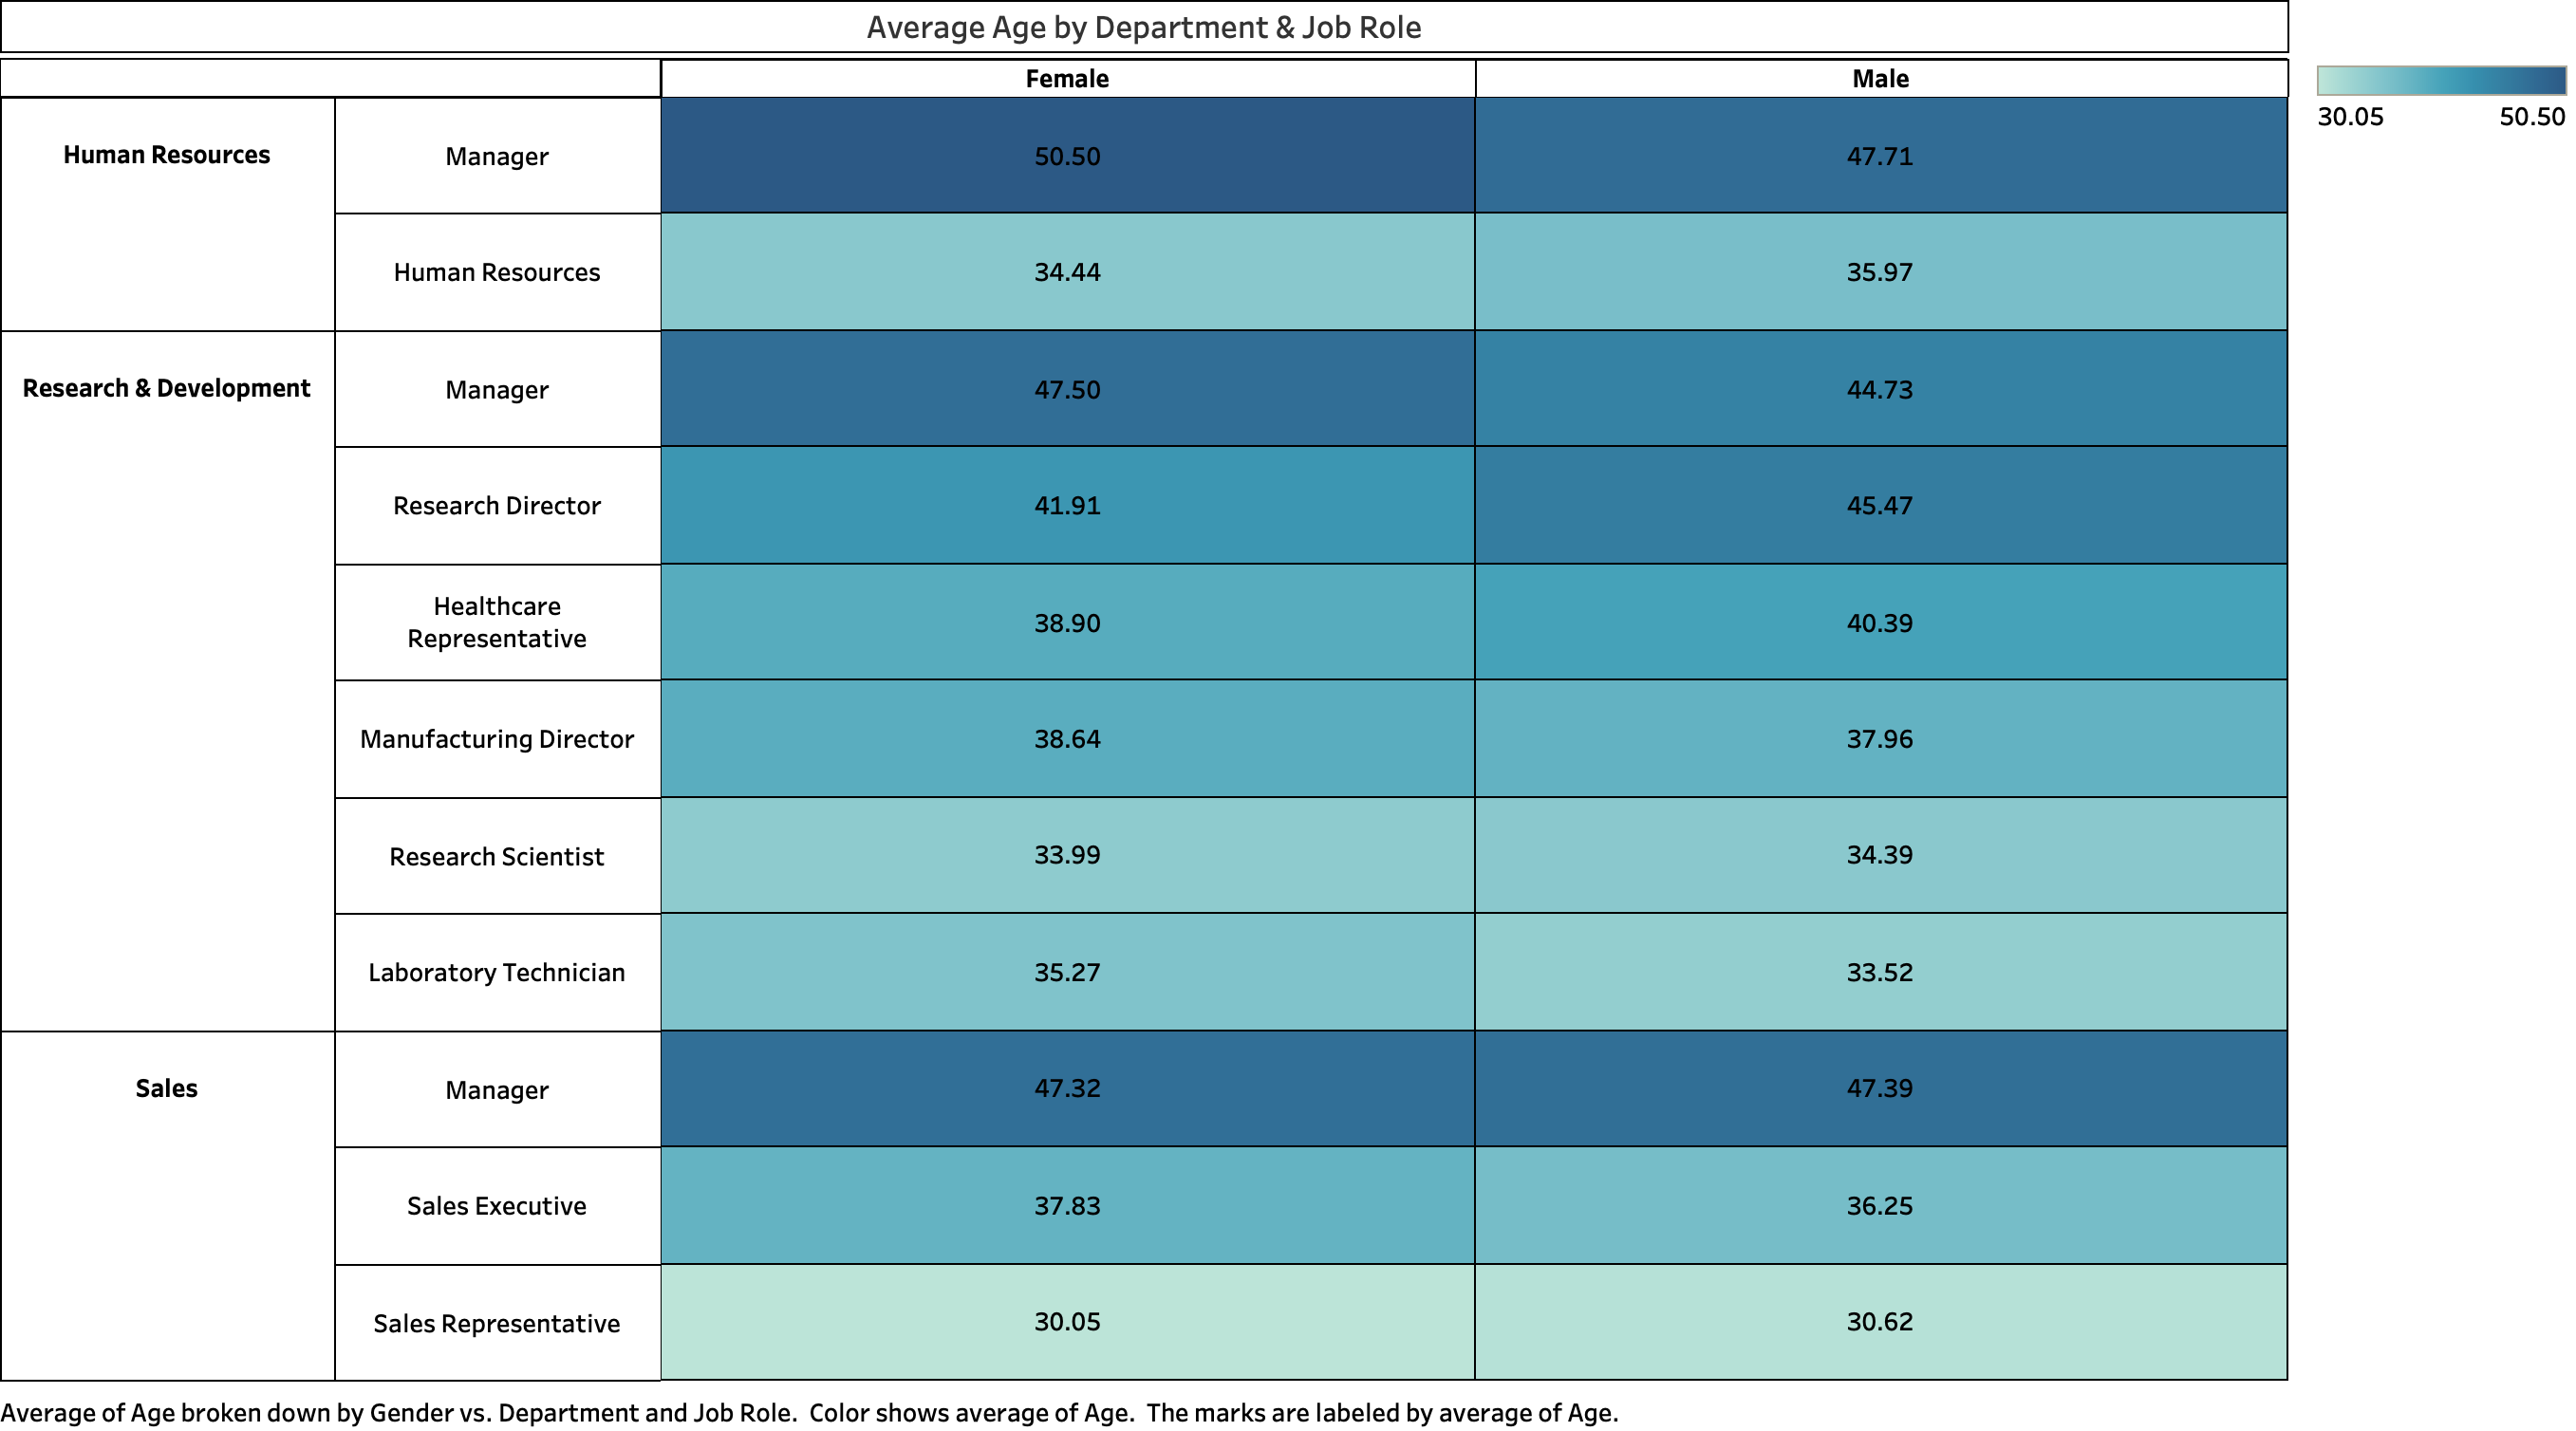 Average Age by Department & Job Role
Female Male
30.05 50.50
Human Resources Manager 50.50 47.71
Human Resources 34.44 35.97
Research & Development Manager 47.50 44.73
Research Director 41.91 45.47
Healthcare
Representative 38.90 40.39
Manufacturing Director 38.64 37.96
Research Scientist 33.99 34.39
Laboratory Technician 35.27 33.52
Sales Manager 47.32 47.39
Sales Executive 37.83 36.25
Sales Representative 30.05 30.62
Average of Age broken down by Gender vs. Department and Job Role.  Color shows average of Age.  The marks are labeled by average of Age.